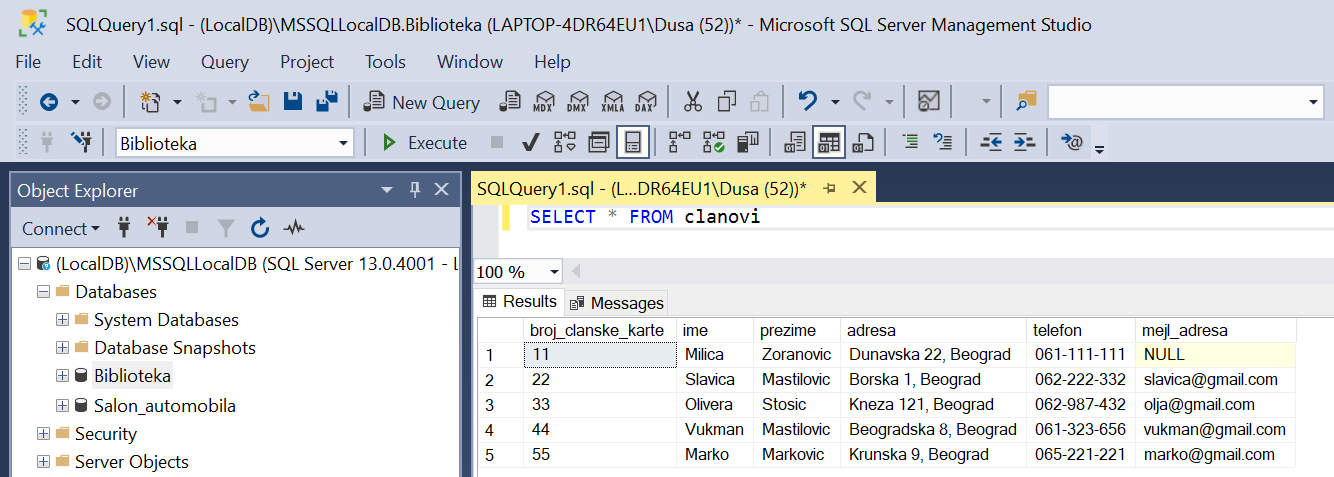 SQLQuery1.sql - (LocalDB)\MSSQLLocalDB.Biblioteka (LAPTOP-4DR64EU1\Dusa (52))* - Microsoft SQL Server Management Studio
File Edit View Query Project Tools Window Help
New Query MDX DMX XMLA DAX
Biblioteka Execute
Object Explorer
Connect
(LocalDB)\MSSQLLocalDB (SQL Server 13.0.4001 - L
Databases
System Databases
Database Snapshots
Biblioteka
Salon_automobila
Security
Server Objects
SQLQuery1.sql - (L...DR64EU1\Dusa (52))*
SELECT * FROM clanovi
100 %
Results Messages
broj_clanske_karte ime prezime adresa telefon mejl_adresa
1 11 Milica Zoranovic Dunavska 22, Beograd 061-111-111 NULL
2 22 Slavica Mastilovic Borska 1, Beograd 062-222-332 slavica@gmail.com
3 33 Olivera Stosic Kneza 121, Beograd 062-987-432 olja@gmail.com
4 44 Vukman Mastilovic Beogradska 8, Beograd 061-323-656 vukman@gmail.com
5 55 Marko Markovic Krunska 9, Beograd 065-221-221 marko@gmail.com